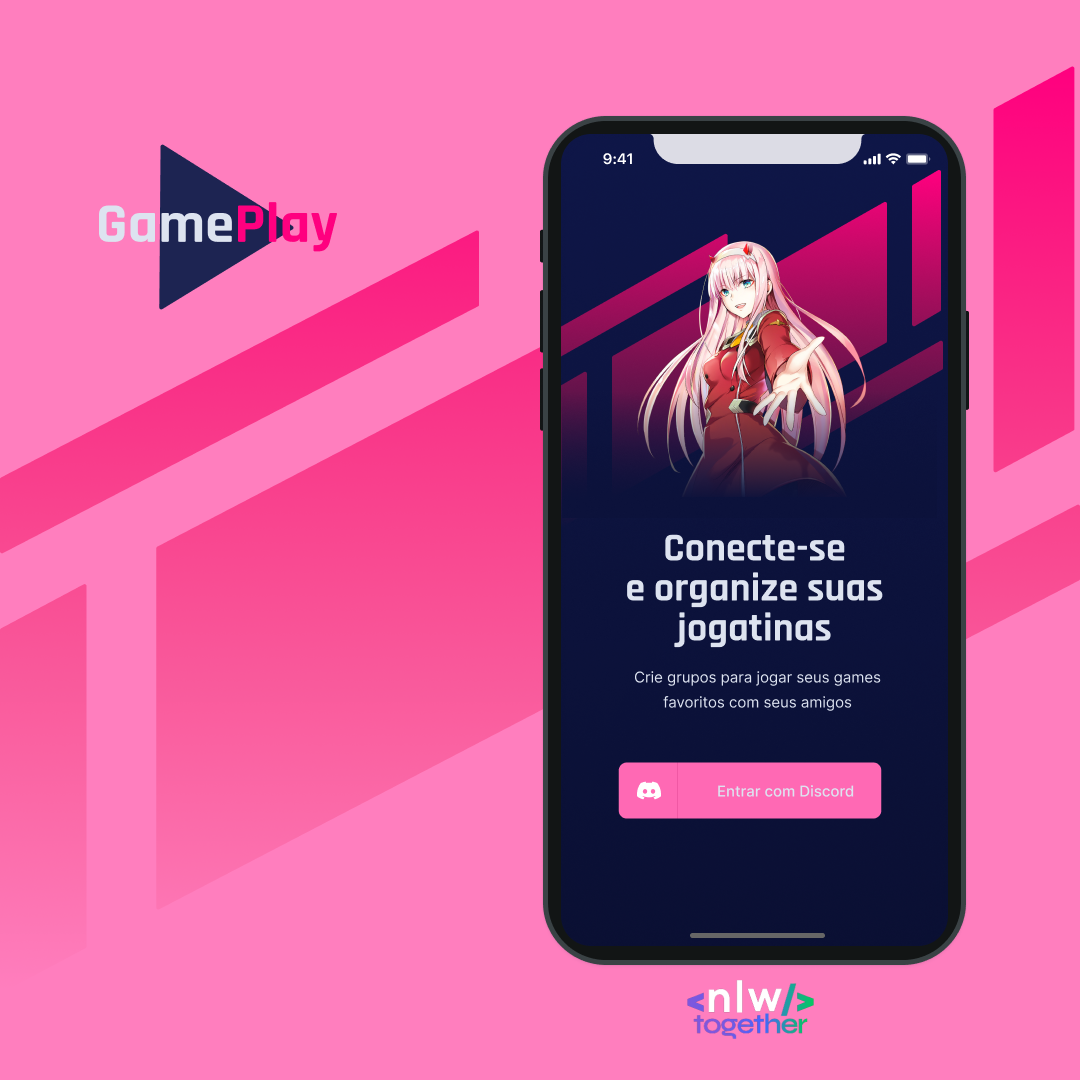 GamePlay
9:41
Conecte-se
e organize suas
jogatinas
Crie grupos para jogar seus games
favoritos com seus amigos
Entrar com Discord
<nlw/>
together